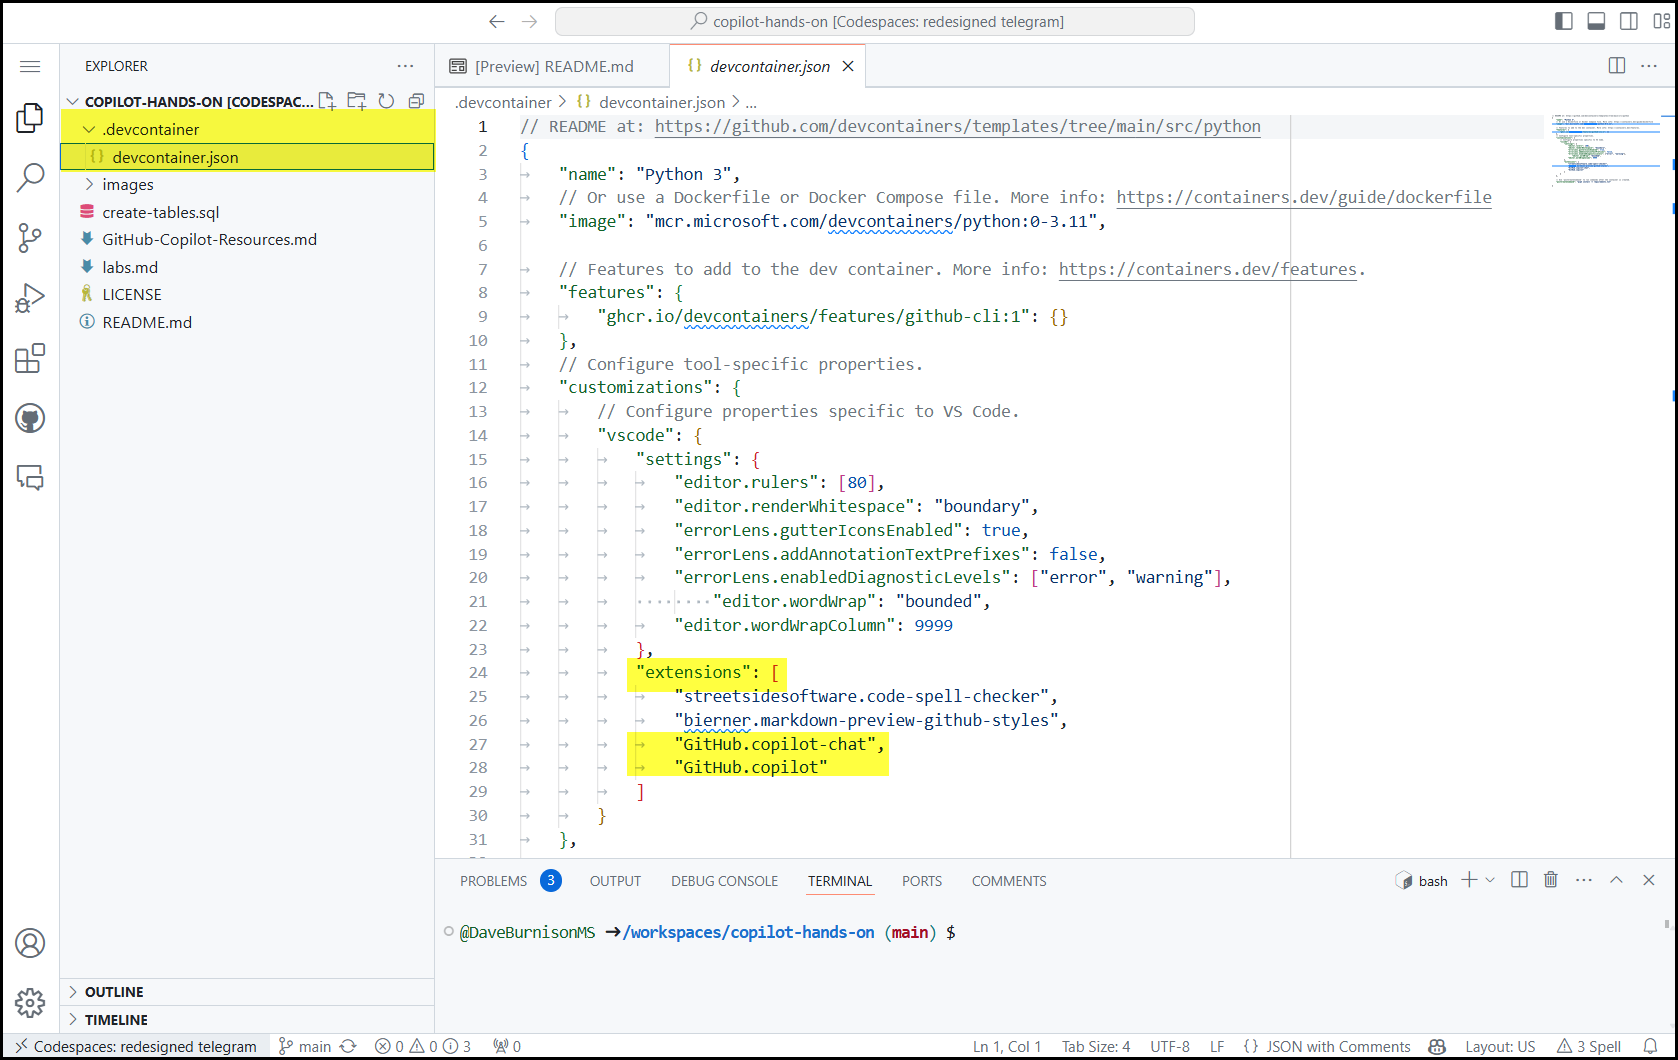 copilot-hands-on [Codespaces: redesigned telegram]
EXPLORER
COPILOT-HANDS-ON [CODESPAC...
.devcontainer
{} devcontainer.json
images
create-tables.sql
GitHub-Copilot-Resources.md
labs.md
LICENSE
README.md
OUTLINE
TIMELINE
[Preview] README.md
{} devcontainer.json
.devcontainer > {} devcontainer.json > ...
1 // README at: https://github.com/devcontainers/templates/tree/main/src/python
2 {
3 "name": "Python 3",
4 // Or use a Dockerfile or Docker Compose file. More info: https://containers.dev/guide/dockerfile
5 "image": "mcr.microsoft.com/devcontainers/python:0-3.11",
6
7 // Features to add to the dev container. More info: https://containers.dev/features.
8 "features": {
9 "ghcr.io/devcontainers/features/github-cli:1": {}
10 },
11 // Configure tool-specific properties.
12 "customizations": {
13 // Configure properties specific to VS Code.
14 "vscode": {
15 "settings": {
16 "editor.rulers": [80],
17 "editor.renderWhitespace": "boundary",
18 "errorLens.gutterIconsEnabled": true,
19 "errorLens.addAnnotationTextPrefixes": false,
20 "errorLens.enabledDiagnosticLevels": ["error", "warning"],
21 "editor.wordWrap": "bounded",
22 "editor.wordWrapColumn": 9999
23 },
24 "extensions": [
25 "streetsidesoftware.code-spell-checker",
26 "bierner.markdown-preview-github-styles",
27 "GitHub.copilot-chat",
28 "GitHub.copilot"
29 ]
30 }
31 },
PROBLEMS 3 OUTPUT DEBUG CONSOLE TERMINAL PORTS COMMENTS
bash
@DaveBurnisonMS →/workspaces/copilot-hands-on (main) $
Codespaces: redesigned telegram main 0 0 3 0
Ln 1, Col 1 Tab Size: 4 UTF-8 LF {} JSON with Comments Layout: US 3 Spell